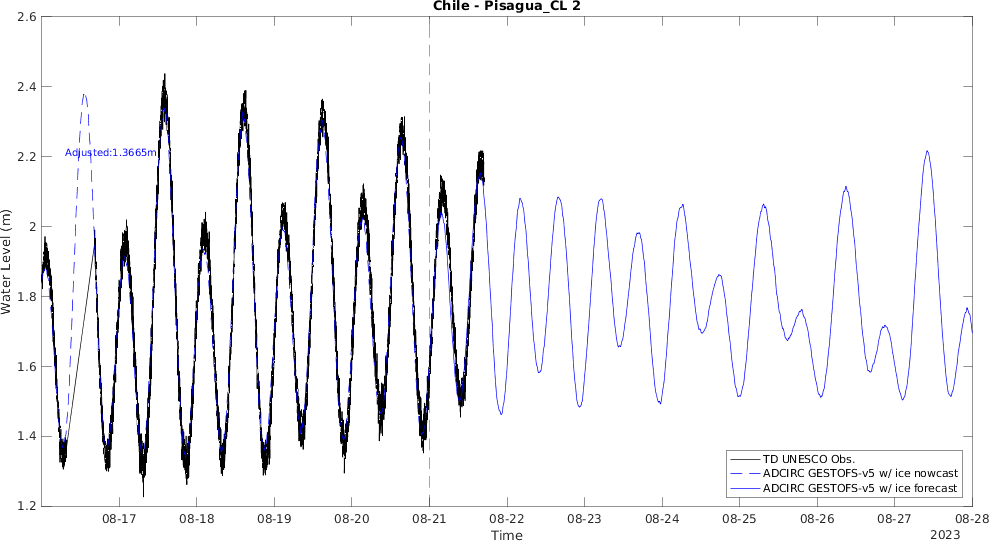 Chile - Pisagua_CL 2
2.6
2.4
2.2
2
1.8
1.6
1.4
1.2
Water Level (m)
Adjusted:1.3665m
TD UNESCO Obs.
ADCIRC GESTOFS-v5 w/ ice nowcast
ADCIRC GESTOFS-v5 w/ ice forecast
08-17 08-18 08-19 08-20 08-21 08-22 08-23 08-24 08-25 08-26 08-27 08-28
Time
2023